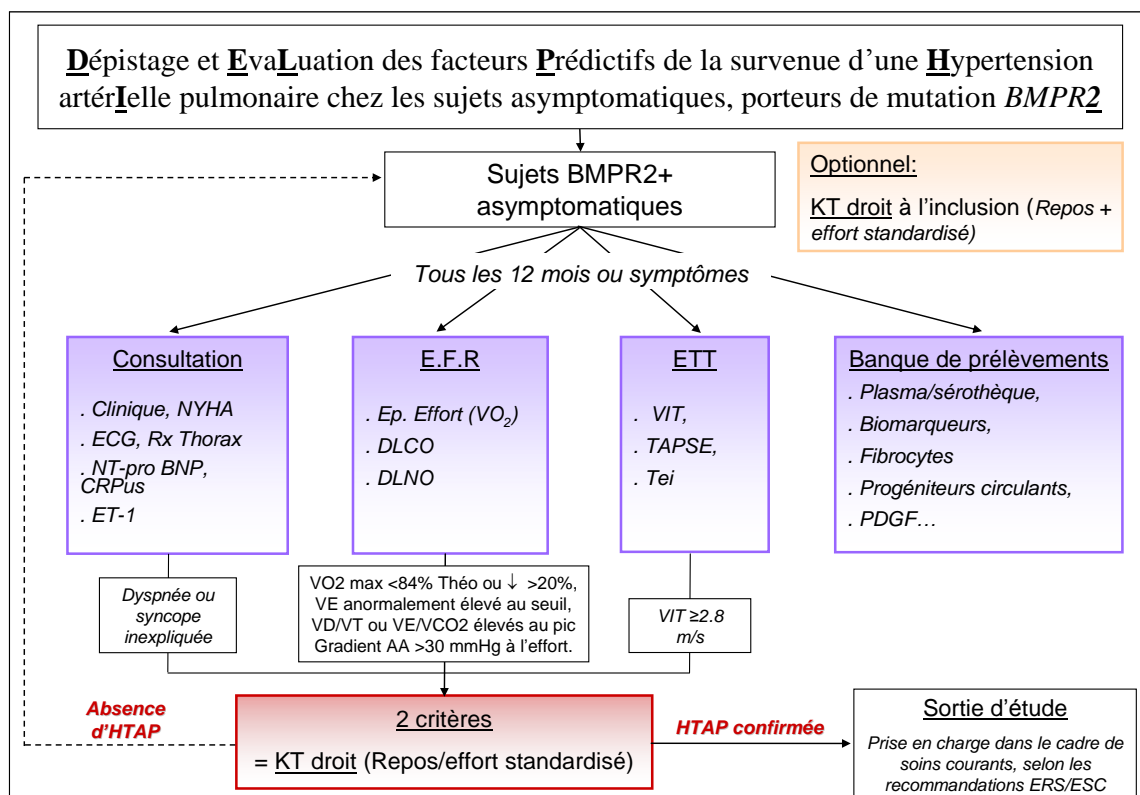 Dépistage et EvaLuation des facteurs Prédictifs de la survenue d'une Hypertension
artérIelle pulmonaire chez les sujets asymptomatiques, porteurs de mutation BMPR2
Sujets BMPR2+
asymptomatiques
Optionnel:
KT droit à l'inclusion (Repos +
effort standardisé)
Tous les 12 mois ou symptômes
Consultation
. Clinique, NYHA
. ECG, Rx Thorax
. NT-pro BNP,
CRPus
. ET-1
E.F.R
. Ep. Effort (VO2)
. DLCO
. DLNO
ETT
. VIT,
. TAPSE,
. Tei
Banque de prélèvements
. Plasma/sérothèque,
. Biomarqueurs,
. Fibrocytes
. Progéniteurs circulants,
. PDGF…
Dyspnée ou
syncope
inexpliquée
VO2 max <84% Théo ou ↓ >20%,
VE anormalement élevé au seuil,
VD/VT ou VE/VCO2 élevés au pic
Gradient AA >30 mmHg à l'effort.
VIT ≥2.8
m/s
Absence
d'HTAP
2 critères
= KT droit (Repos/effort standardisé)
HTAP confirmée
Sortie d'étude
Prise en charge dans le cadre de
soins courants, selon les
recommandations ERS/ESC